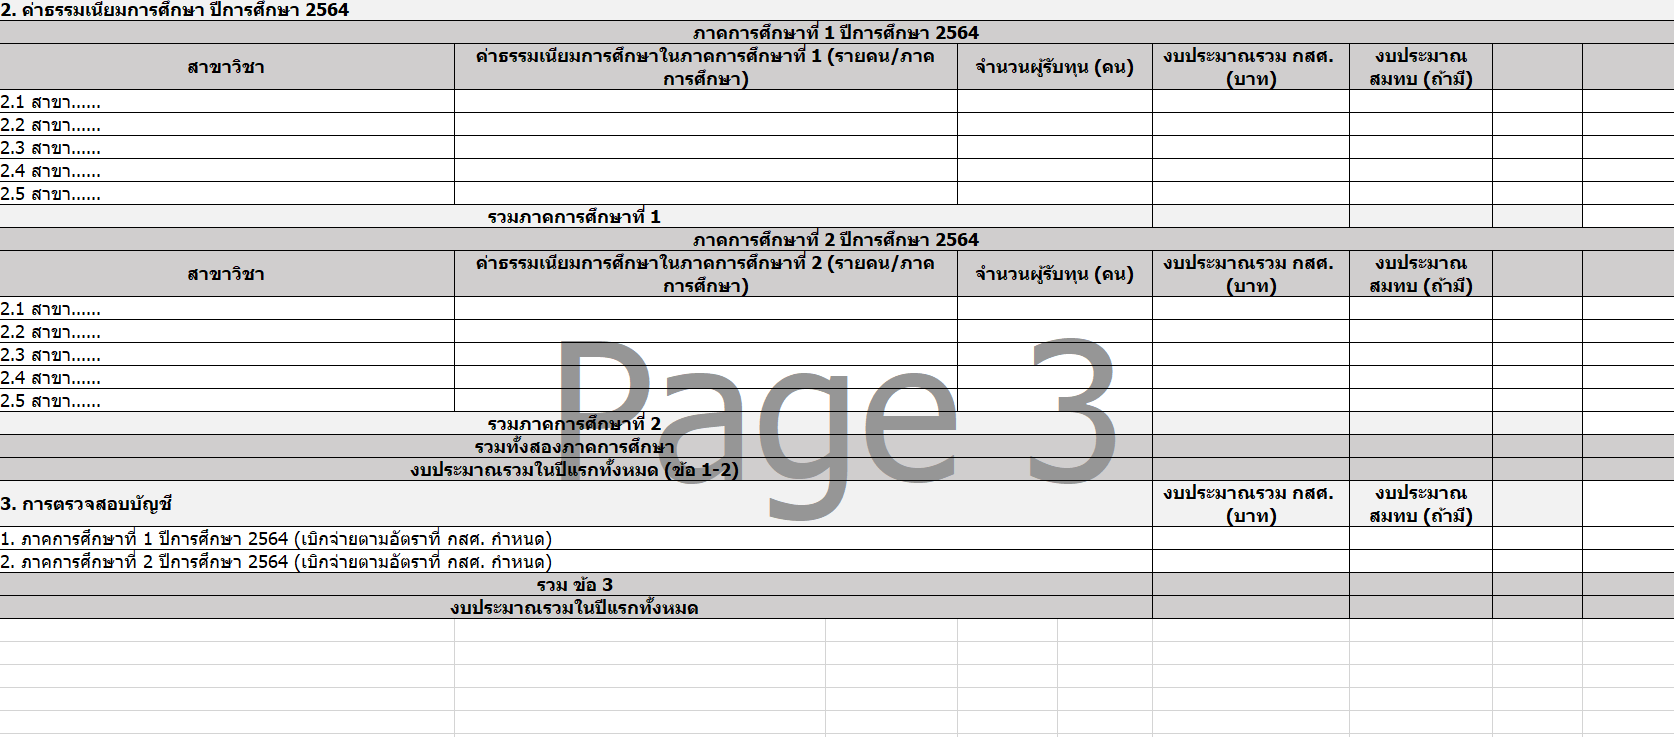 2. ค่าธรรมเนียมการศึกษา ปีการศึกษา 2564
ภาคการศึกษาที่ 1 ปีการศึกษา 2564
สาขาวิชา
ค่าธรรมเนียมการศึกษาในภาคการศึกษาที่ 1 (รายคน/ภาค
การศึกษา)
จำนวนผู้รับทุน (คน)
งบประมาณรวม กสศ.
(บาท)
งบประมาณ
สมทบ (ถ้ามี)
2.1 สาขา......
2.2 สาขา......
2.3 สาขา......
2.4 สาขา......
2.5 สาขา......
รวมภาคการศึกษาที่ 1
ภาคการศึกษาที่ 2 ปีการศึกษา 2564
สาขาวิชา
ค่าธรรมเนียมการศึกษาในภาคการศึกษาที่ 2 (รายคน/ภาค
การศึกษา)
จำนวนผู้รับทุน (คน)
งบประมาณรวม กสศ.
(บาท)
งบประมาณ
สมทบ (ถ้ามี)
2.1 สาขา......
2.2 สาขา......
2.3 สาขา......
2.4 สาขา......
2.5 สาขา......
Page 3
รวมภาคการศึกษาที่ 2
รวมทั้งสองภาคการศึกษา
งบประมาณรวมในปีแรกทั้งหมด (ข้อ 1-2)
3. การตรวจสอบบัญชี
งบประมาณรวม กสศ.
(บาท)
งบประมาณ
สมทบ (ถ้ามี)
1. ภาคการศึกษาที่ 1 ปีการศึกษา 2564 (เบิกจ่ายตามอัตราที่ กสศ. กำหนด)
2. ภาคการศึกษาที่ 2 ปีการศึกษา 2564 (เบิกจ่ายตามอัตราที่ กสศ. กำหนด)
รวม ข้อ 3
งบประมาณรวมในปีแรกทั้งหมด